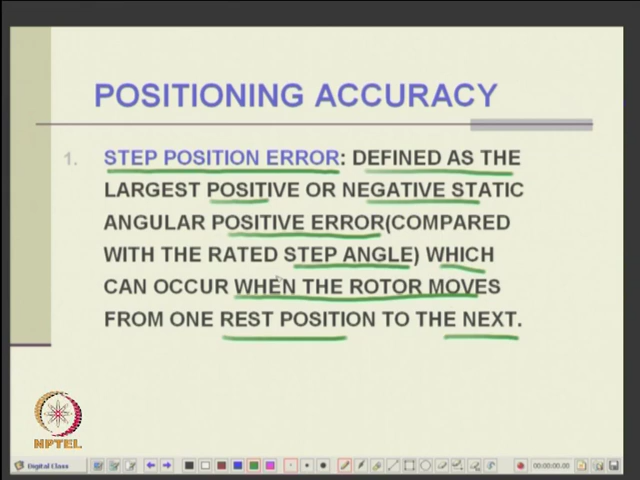 POSITIONING ACCURACY
1. STEP POSITION ERROR: DEFINED AS THE
LARGEST POSITIVE OR NEGATIVE STATIC
ANGULAR POSITIVE ERROR(COMPARED
WITH THE RATED STEP ANGLE) WHICH
CAN OCCUR WHEN THE ROTOR MOVES
FROM ONE REST POSITION TO THE NEXT.
NPTEL
Digital Class
00:00:00.00